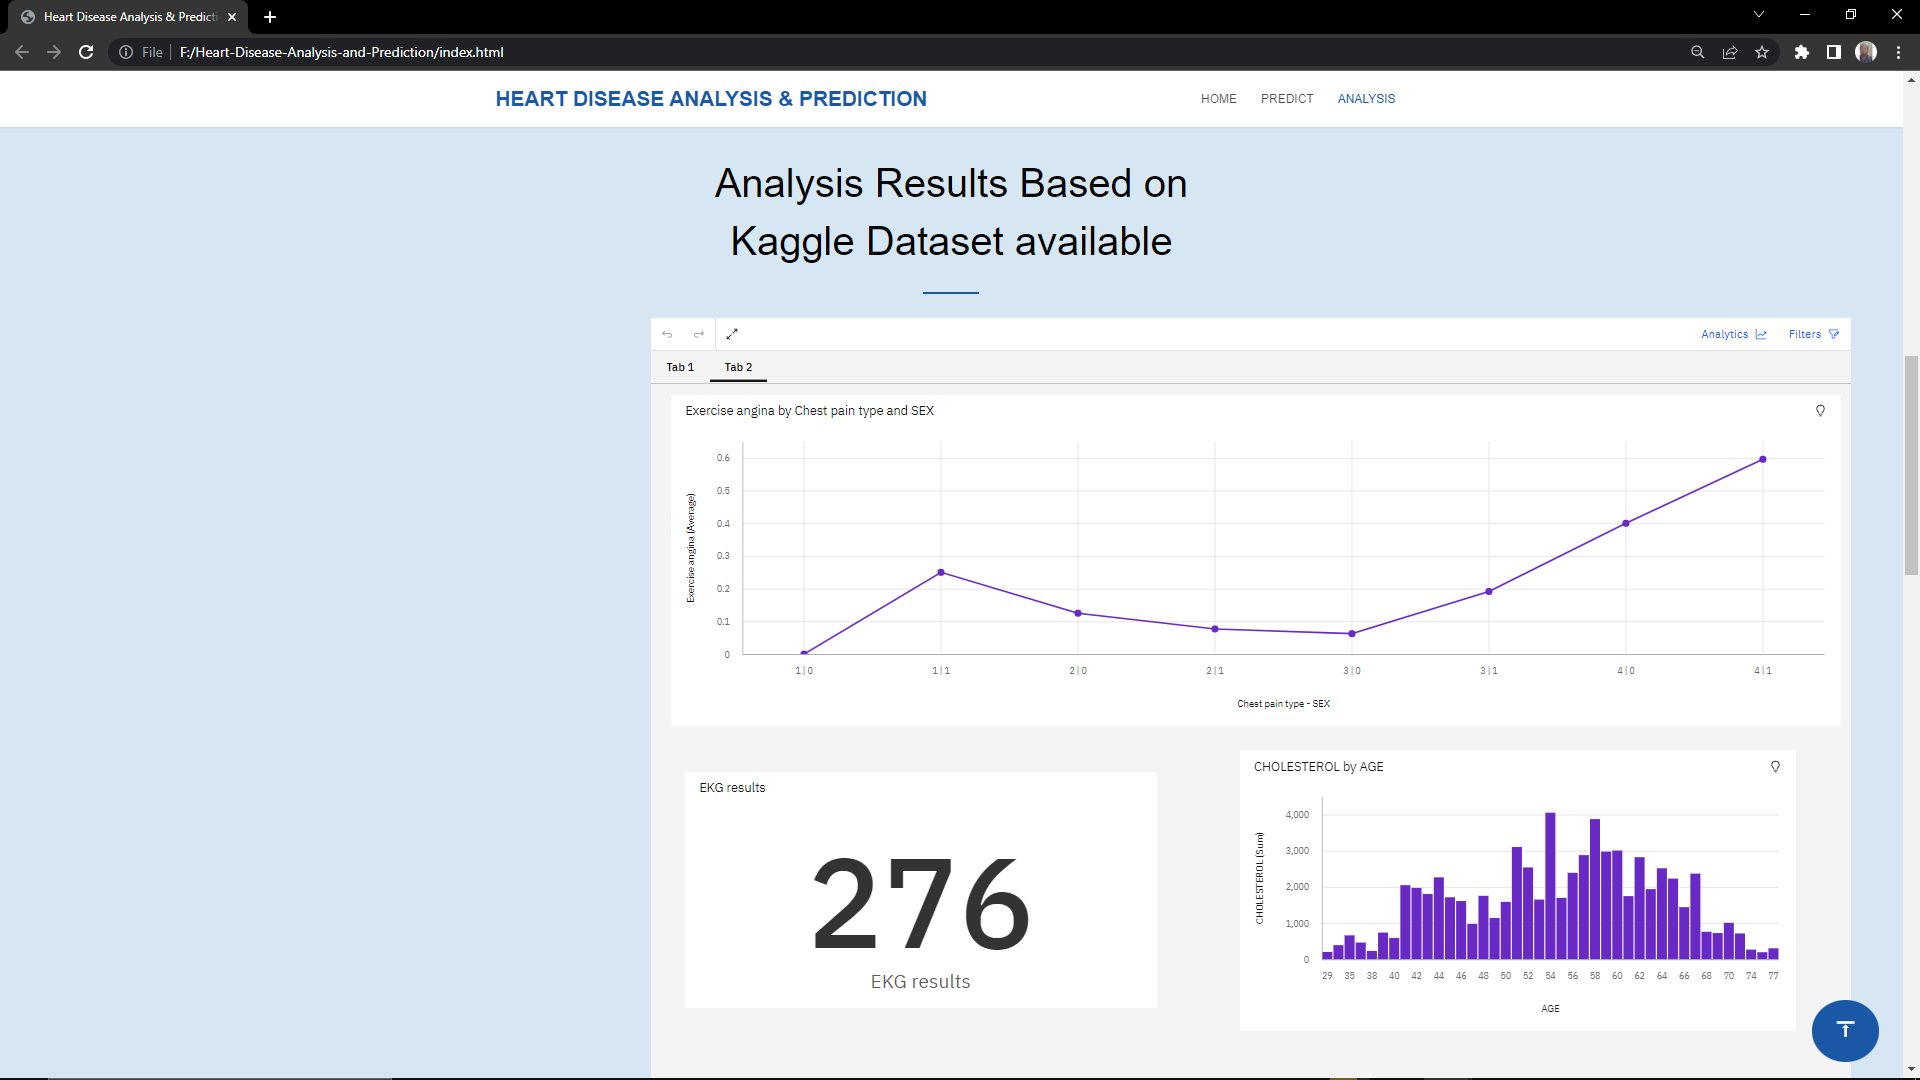 Heart Disease Analysis & Predicti
File F:/Heart-Disease-Analysis-and-Prediction/index.html
HEART DISEASE ANALYSIS & PREDICTION
HOME PREDICT ANALYSIS
Analysis Results Based on
Kaggle Dataset available
Analytics Filters
Tab 1 Tab 2
Exercise angina by Chest pain type and SEX
Exercise angina (Average)
0.6
0.5
0.4
0.3
0.2
0.1
0
1|0 1|1 2|0 2|1 3|0 3|1 4|0 4|1
Chest pain type - SEX
EKG results
276
EKG results
CHOLESTEROL by AGE
CHOLESTEROL (Sum)
4,000
3,000
2,000
1,000
0
29 35 38 40 42 44 46 48 50 52 54 56 58 60 62 64 66 68 70 74 77
AGE